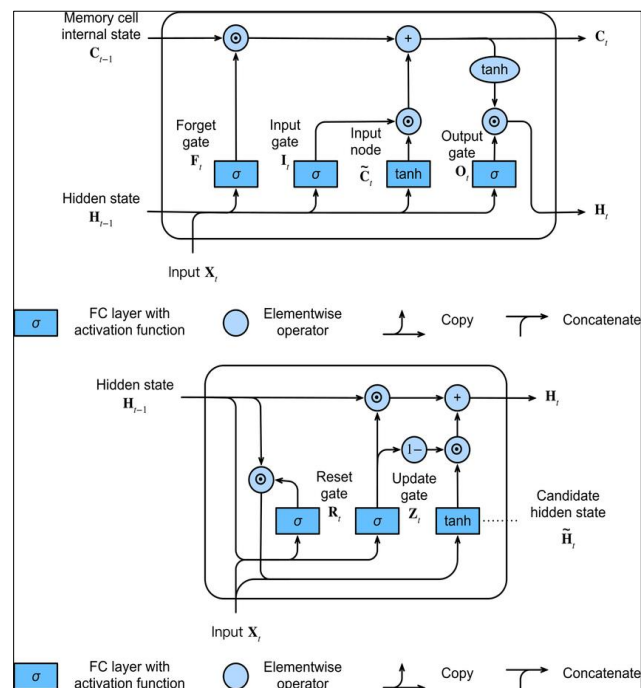 Memory cell
internal state
C_{t-1}
⊙
+
C_t
tanh
Forget
gate
F_t
Input
gate
I_t
Input
node
C̃_t
⊙
Output
gate
O_t
⊙
σ
σ
tanh
σ
Hidden state
H_{t-1}
H_t
Input X_t
σ
FC layer with
activation function
Elementwise
operator
Copy
Concatenate
Hidden state
H_{t-1}
⊙
+
H_t
1−
⊙
⊙
Reset
gate
R_t
Update
gate
Z_t
σ
σ
tanh
Candidate
hidden state
H̃_t
Input X_t
σ
FC layer with
activation function
Elementwise
operator
Copy
Concatenate